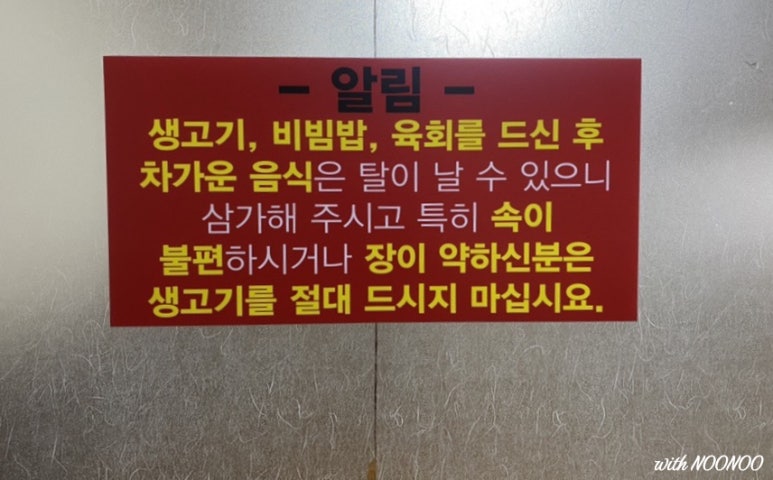 - 알림 -
생고기, 비빔밥, 육회를 드신 후
차가운 음식은 탈이 날 수 있으니
삼가해 주시고 특히 속이
불편하시거나 장이 약하신분은
생고기를 절대 드시지 마십시요.
with NOONOO